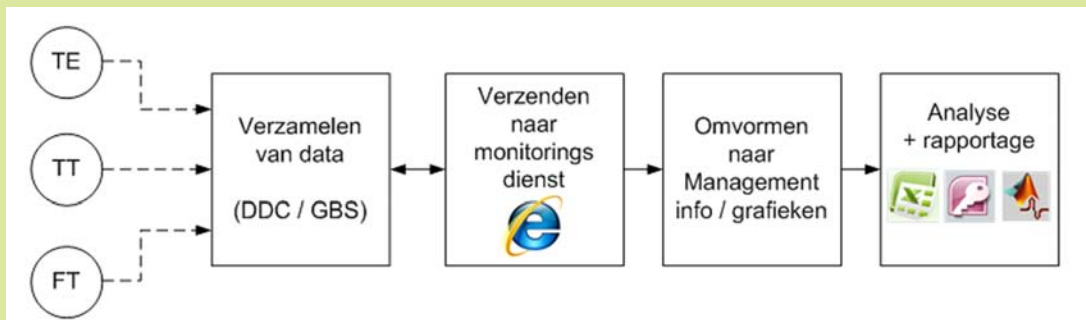 TE
TT
FT
Verzamelen
van data
(DDC / GBS)
Verzenden
naar
monitorings
dienst
Omvormen
naar
Management
info / grafieken
Analyse
+ rapportage